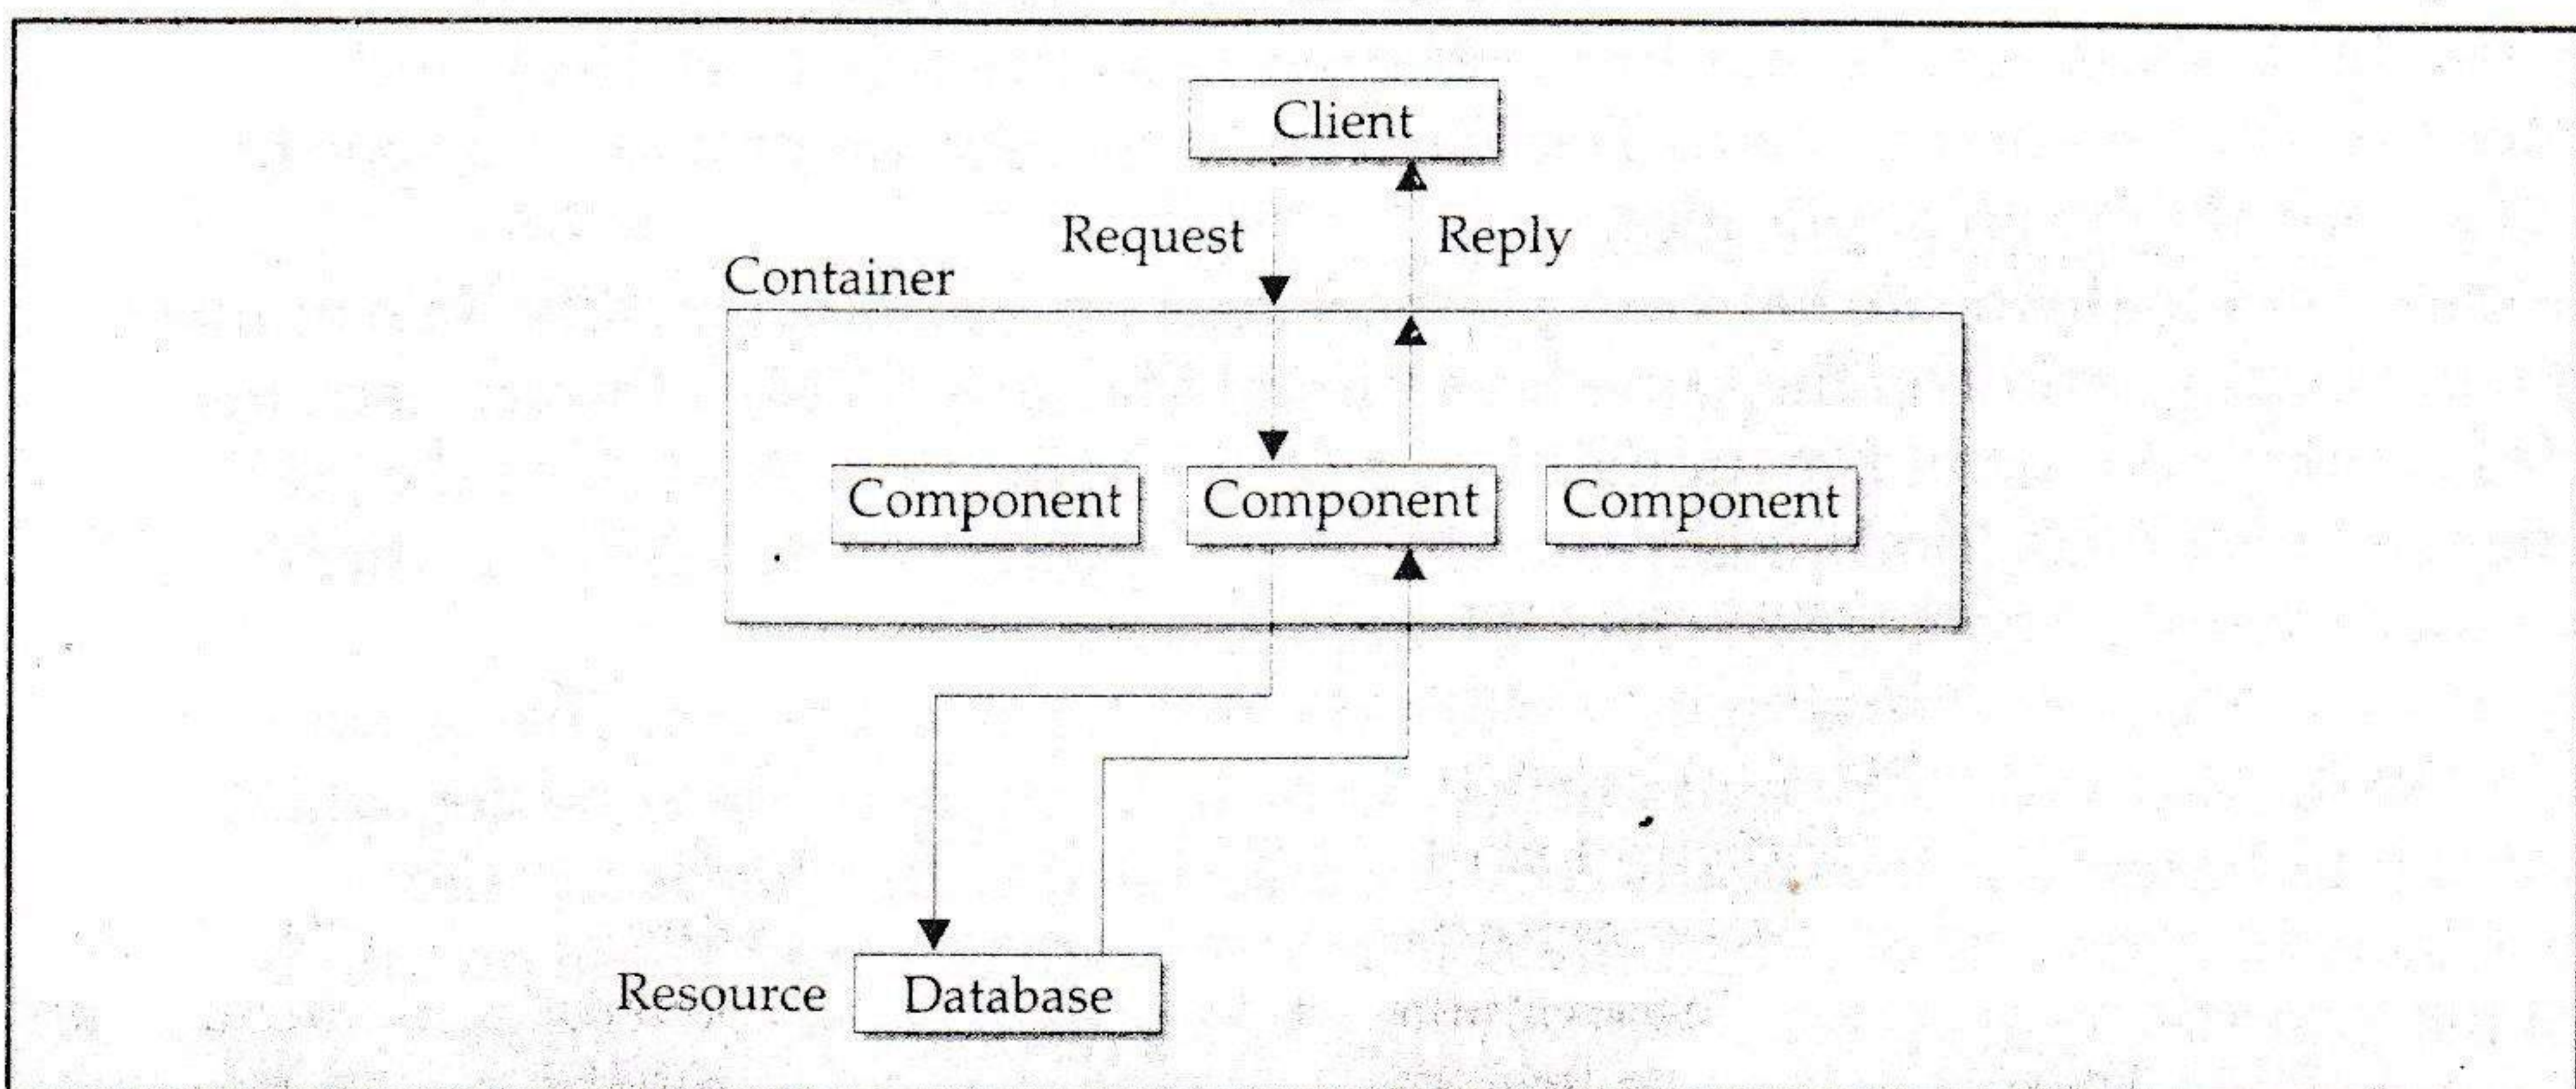 Client
Request
Reply
Container
Component
Component
Component
Resource
Database